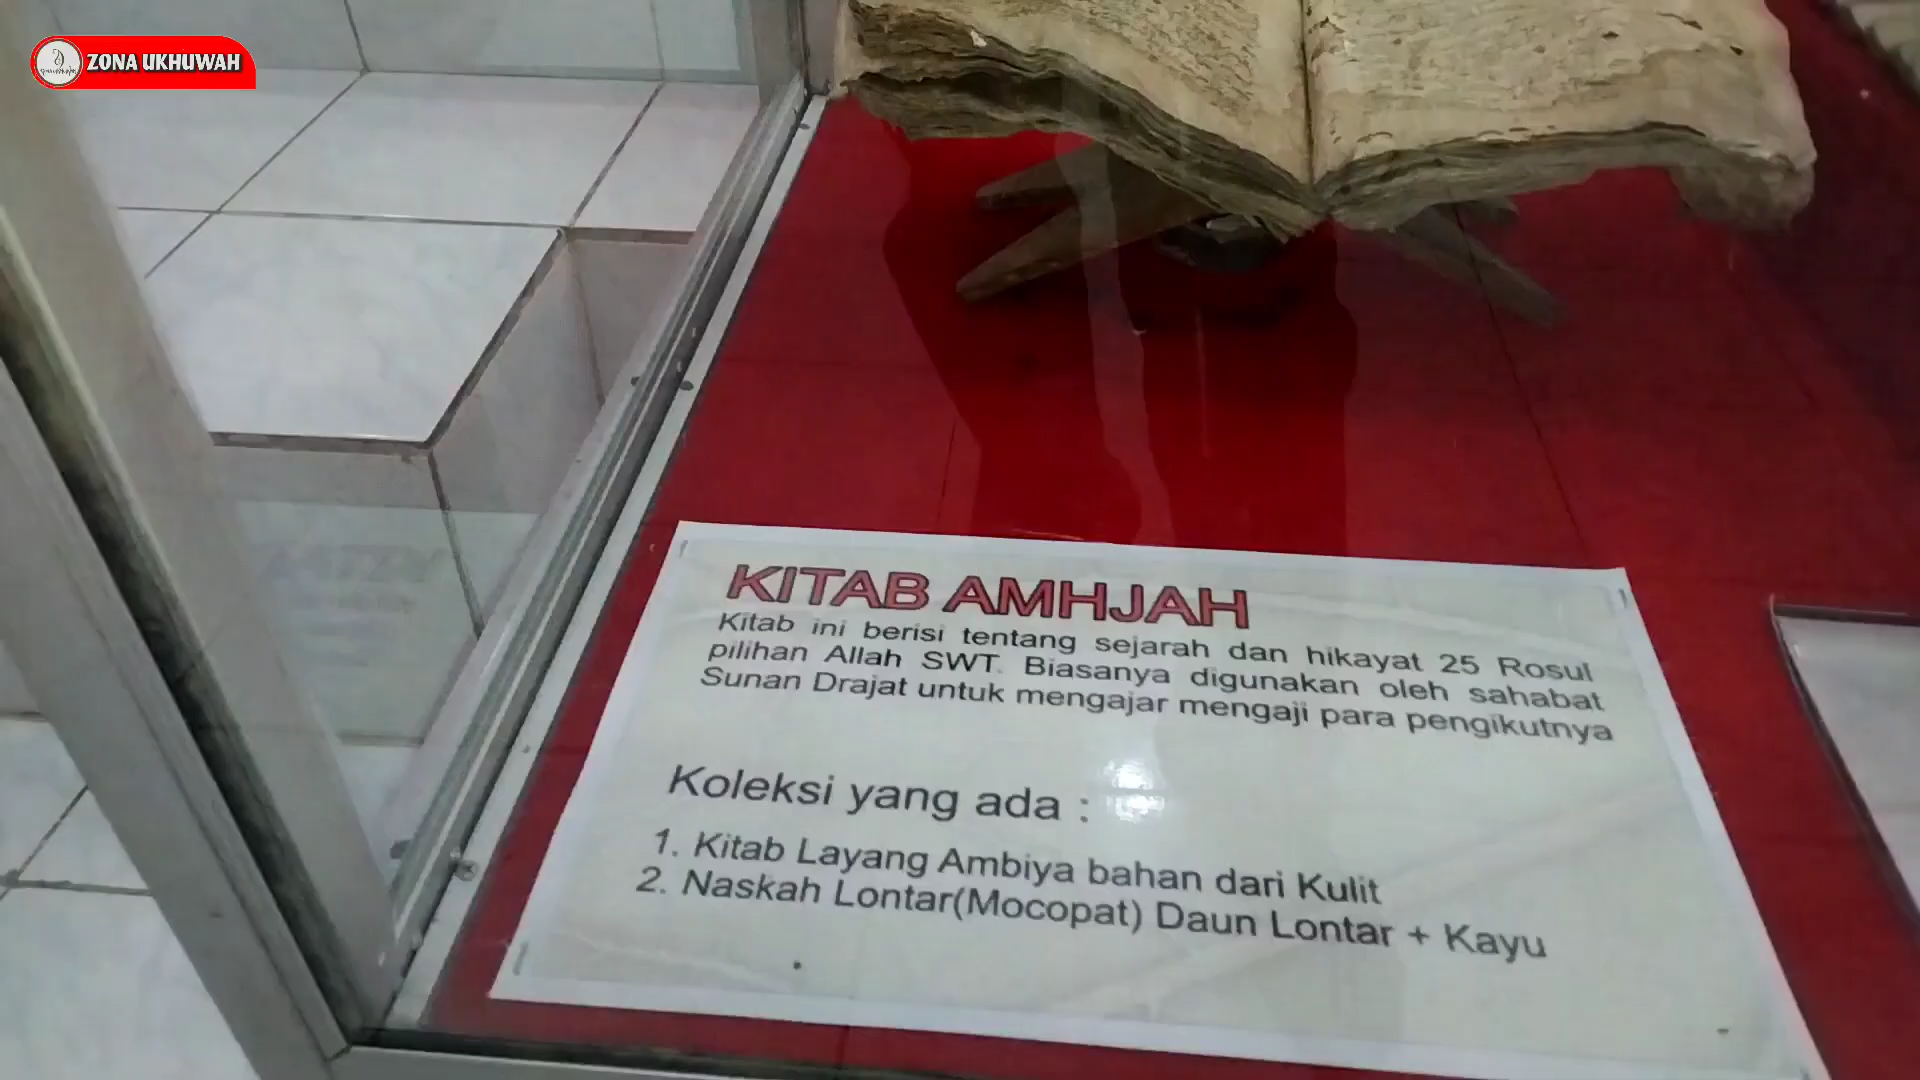 ZONA UKHUWAH
KITAB AMHJAH
Kitab ini berisi tentang sejarah dan hikayat 25 Rosul
pilihan Allah SWT. Biasanya digunakan oleh sahabat
Sunan Drajat untuk mengajar mengaji para pengikutnya
Koleksi yang ada :
1. Kitab Layang Ambiya bahan dari Kulit
2. Naskah Lontar(Mocopat) Daun Lontar + Kayu